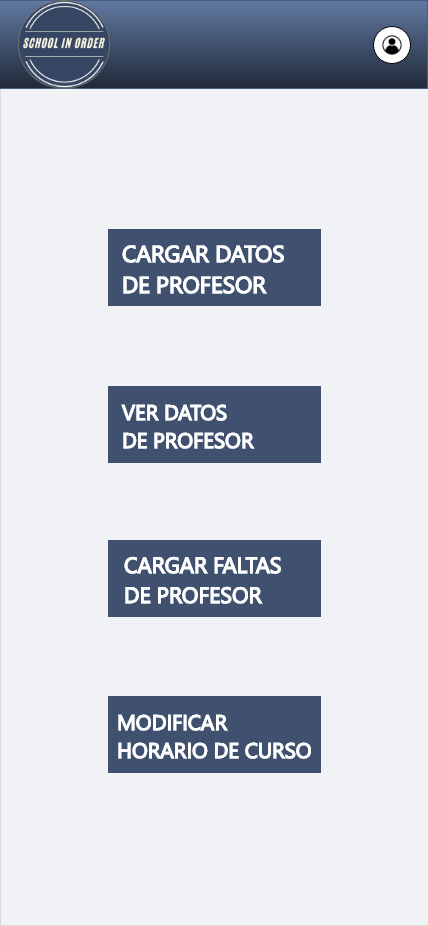 SCHOOL IN ORDER
CARGAR DATOS
DE PROFESOR
VER DATOS
DE PROFESOR
CARGAR FALTAS
DE PROFESOR
MODIFICAR
HORARIO DE CURSO